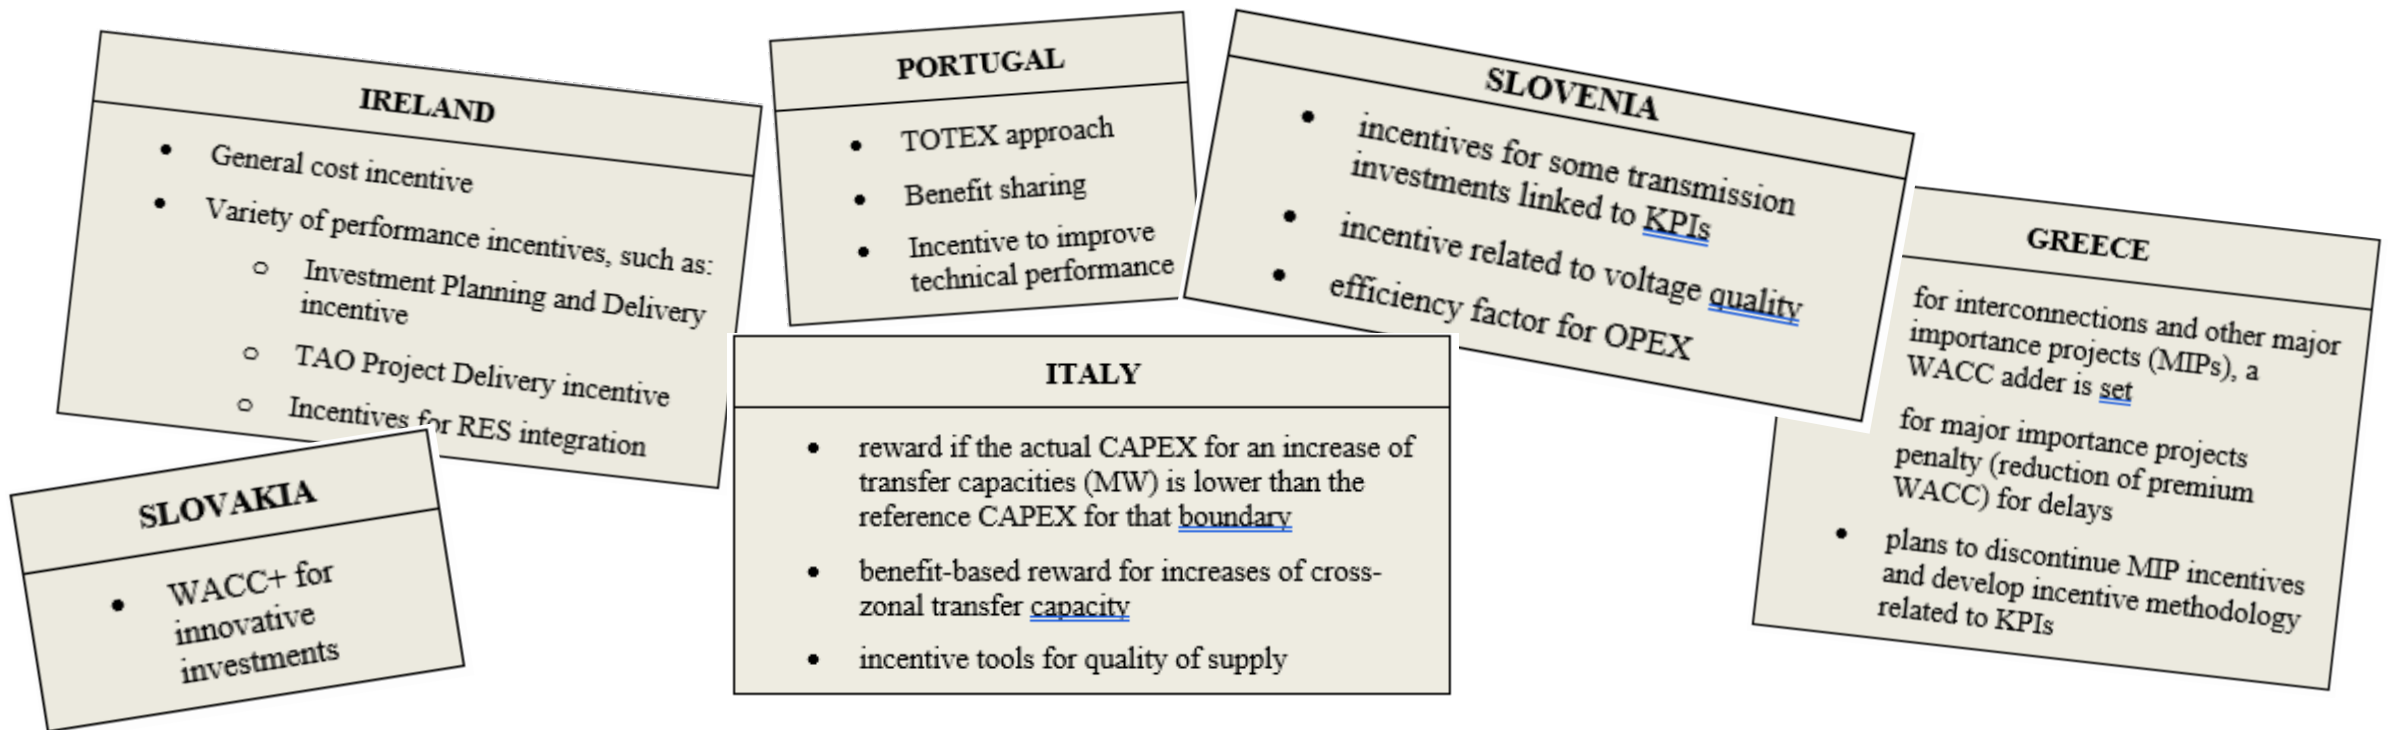 IRELAND
• General cost incentive
• Variety of performance incentives, such as:
o Investment Planning and Delivery
incentive
o TAO Project Delivery incentive
o Incentives for RES integration
PORTUGAL
• TOTEX approach
• Benefit sharing
• Incentive to improve
technical performance
SLOVENIA
• incentives for some transmission
investments linked to KPIs
• incentive related to voltage quality
• efficiency factor for OPEX
GREECE
for interconnections and other major
importance projects (MIPs), a
WACC adder is set
for major importance projects
penalty (reduction of premium
WACC) for delays
• plans to discontinue MIP incentives
and develop incentive methodology
related to KPIs
SLOVAKIA
• WACC+ for
innovative
investments
ITALY
• reward if the actual CAPEX for an increase of
transfer capacities (MW) is lower than the
reference CAPEX for that boundary
• benefit-based reward for increases of cross-
zonal transfer capacity
• incentive tools for quality of supply